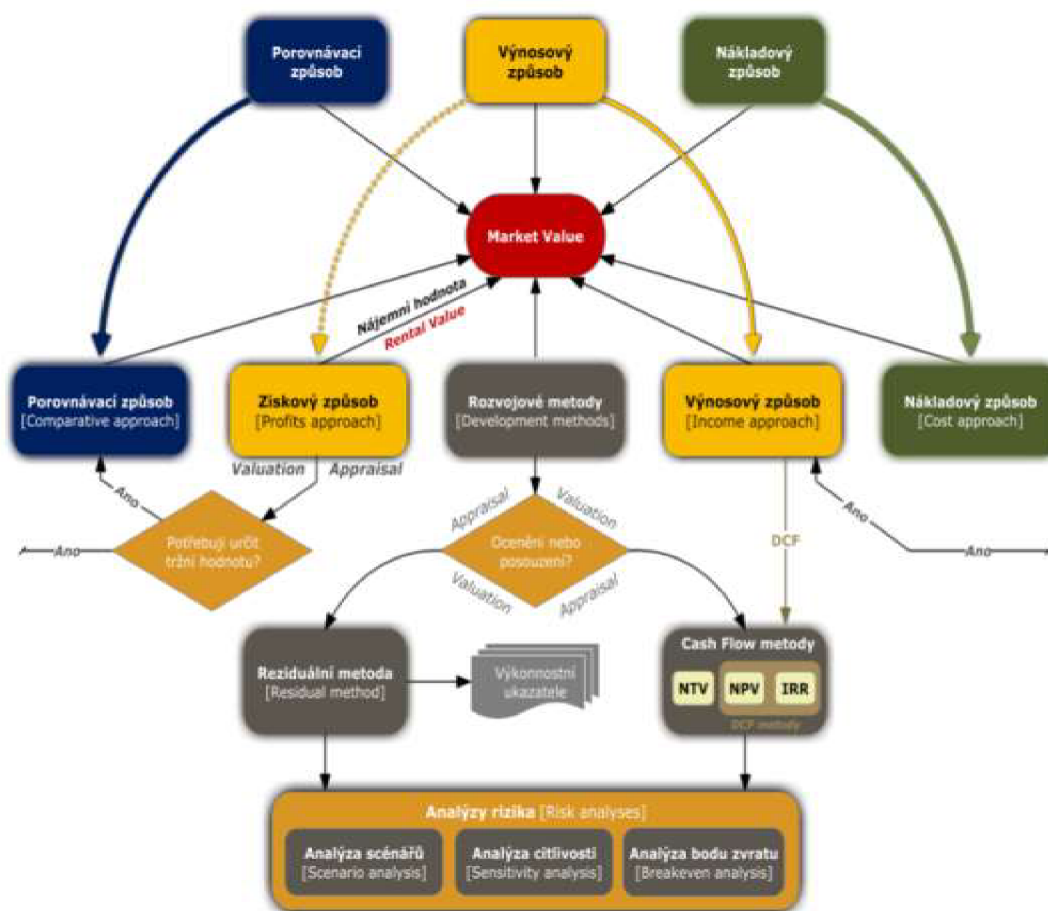 Porovnávací
způsob
Výnosový
způsob
Nákladový
způsob
Market Value
Nájemní hodnota
Rental Value
Porovnávací způsob
[Comparative approach]
Ziskový způsob
[Profits approach]
Rozvojové metody
[Development methods]
Výnosový způsob
[Income approach]
Nákladový způsob
[Cost approach]
Valuation
Appraisal
Ano
Ano
Potřebuji určit
tržní hodnotu?
Appraisal
Valuation
Ocenění nebo
posouzení?
Valuation
Appraisal
DCF
Ano
Ano
Reziduální metoda
[Residual method]
Výkonnostní
ukazatele
Cash Flow metody
NTV
NPV
IRR
DCF metody
Analýzy rizika [Risk analyses]
Analýza scénářů
[Scenario analysis]
Analýza citlivosti
[Sensitivity analysis]
Analýza bodu zvratu
[Breakeven analysis]